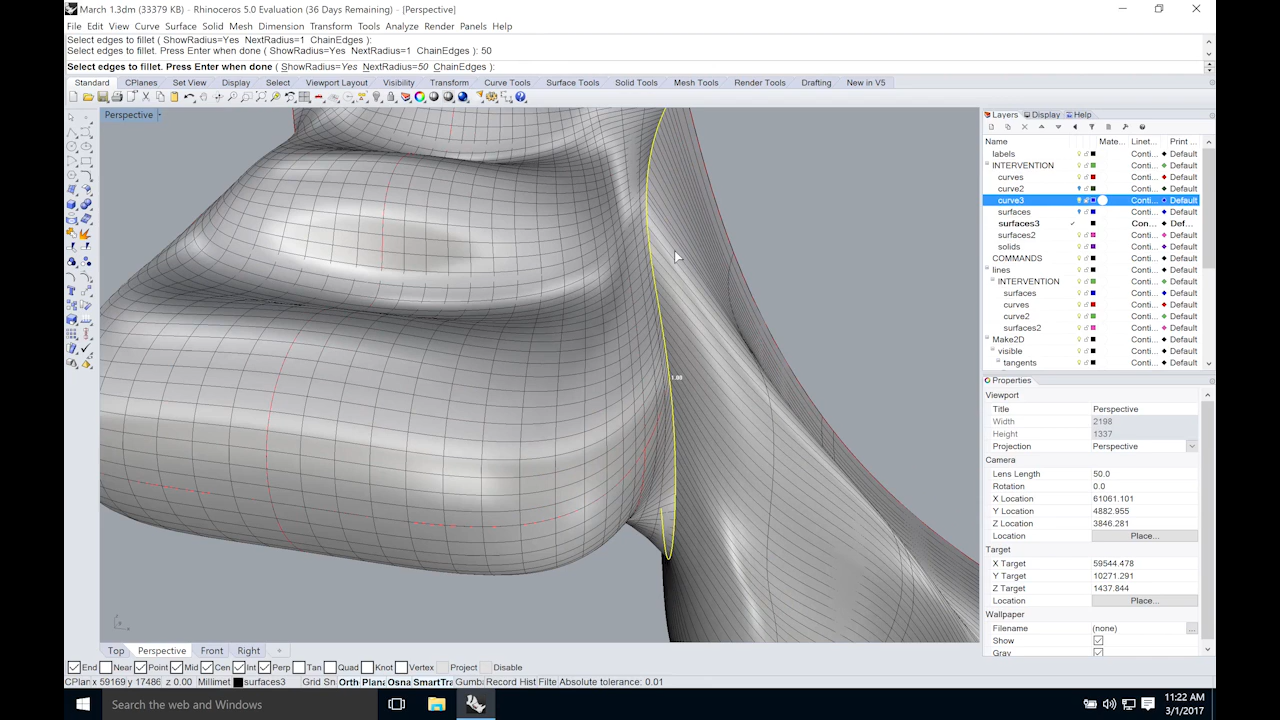 March 1.3dm (33379 KB) - Rhinoceros 5.0 Evaluation (36 Days Remaining) - [Perspective]
File Edit View Curve Surface Solid Mesh Dimension Transform Tools Analyze Render Panels Help
Select edges to fillet ( ShowRadius=Yes NextRadius=1 ChainEdges ):
Select edges to fillet. Press Enter when done ( ShowRadius=Yes NextRadius=1 ChainEdges ): 50
Select edges to fillet. Press Enter when done ( ShowRadius=Yes NextRadius=50 ChainEdges ):
Standard CPlanes Set View Display Select Viewport Layout Visibility Transform Curve Tools Surface Tools Solid Tools Mesh Tools Render Tools Drafting New in V5
Perspective
1.00
Layers Display Help
Name Mate... Linet... Print ...
labels Conti... Default
INTERVENTION Conti... Default
curves Conti... Default
curve2 Conti... Default
curve3 Conti... Default
surfaces Conti... Default
surfaces3 Con... Def...
surfaces2 Conti... Default
solids Conti... Default
COMMANDS Conti... Default
lines Conti... Default
INTERVENTION Conti... Default
surfaces Conti... Default
curves Conti... Default
curve2 Conti... Default
surfaces2 Conti... Default
Make2D Conti... Default
visible Conti... Default
tangents Conti... Default
Properties
Viewport
Title Perspective
Width 2198
Height 1337
Projection Perspective
Camera
Lens Length 50.0
Rotation 0.0
X Location 61061.101
Y Location 4882.955
Z Location 3846.281
Location Place...
Target
X Target 59544.478
Y Target 10271.291
Z Target 1437.844
Location Place...
Wallpaper
Filename (none) ...
Show
Gray
Top Perspective Front Right
End Near Point Mid Cen Int Perp Tan Quad Knot Vertex Project Disable
CPlan x 59169 y 17486 z 0.00 Millimet surfaces3 Grid Sn Orth Plana Osna SmartTra Gumba Record Hist Filte Absolute tolerance: 0.01
Search the web and Windows
11:22 AM
3/1/2017